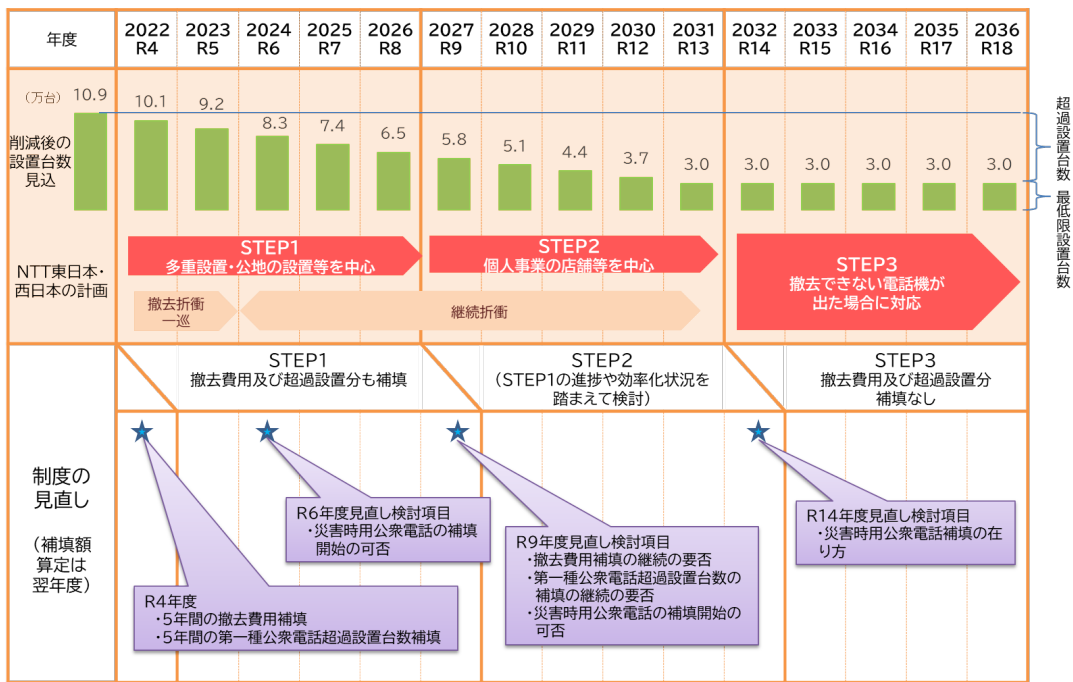 年度
2022 2023 2024 2025 2026 2027 2028 2029 2030 2031 2032 2033 2034 2035 2036
R4 R5 R6 R7 R8 R9 R10 R11 R12 R13 R14 R15 R16 R17 R18
(万台) 10.9 10.1 9.2 8.3 7.4 6.5 5.8 5.1 4.4 3.7 3.0 3.0 3.0 3.0 3.0 3.0
削減後の
設置台数
見込
超過設置台数
最低限設置台数
NTT東日本・
西日本の計画
STEP1
多重設置・公地の設置等を中心
STEP2
個人事業の店舗等を中心
STEP3
撤去できない電話機が
出た場合に対応
撤去折衝
一巡
継続折衝
STEP1
撤去費用及び超過設置分も補填
STEP2
(STEP1の進捗や効率化状況を
踏まえて検討)
STEP3
撤去費用及び超過設置分
補填なし
制度の
見直し
(補填額
算定は
翌年度)
R4年度
・5年間の撤去費用補填
・5年間の第一種公衆電話超過設置台数補填
R6年度見直し検討項目
・災害時用公衆電話の補填
開始の可否
R9年度見直し検討項目
・撤去費用補填の継続の要否
・第一種公衆電話超過設置台数の
補填の継続の要否
・災害時用公衆電話の補填開始の
可否
R14年度見直し検討項目
・災害時用公衆電話補填の在
り方